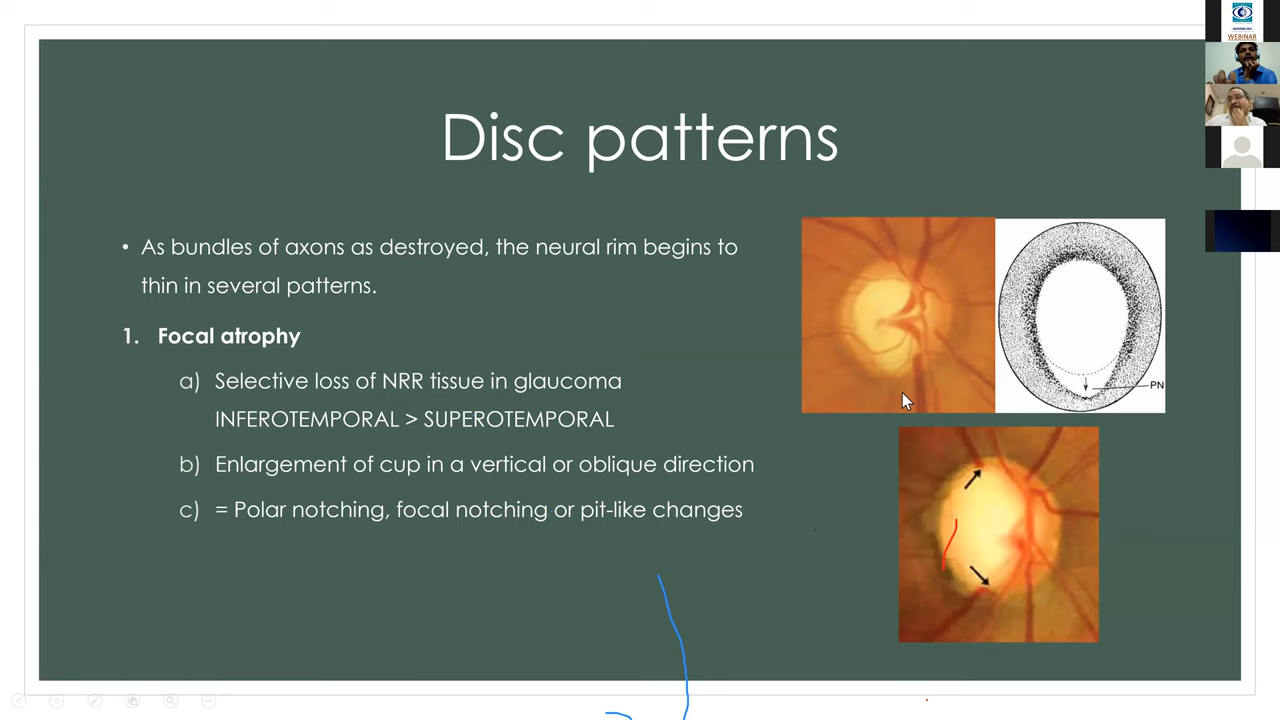 Disc patterns
• As bundles of axons as destroyed, the neural rim begins to
thin in several patterns.
1. Focal atrophy
a) Selective loss of NRR tissue in glaucoma
INFEROTEMPORAL > SUPEROTEMPORAL
b) Enlargement of cup in a vertical or oblique direction
c) = Polar notching, focal notching or pit-like changes
PN
WEBINAR